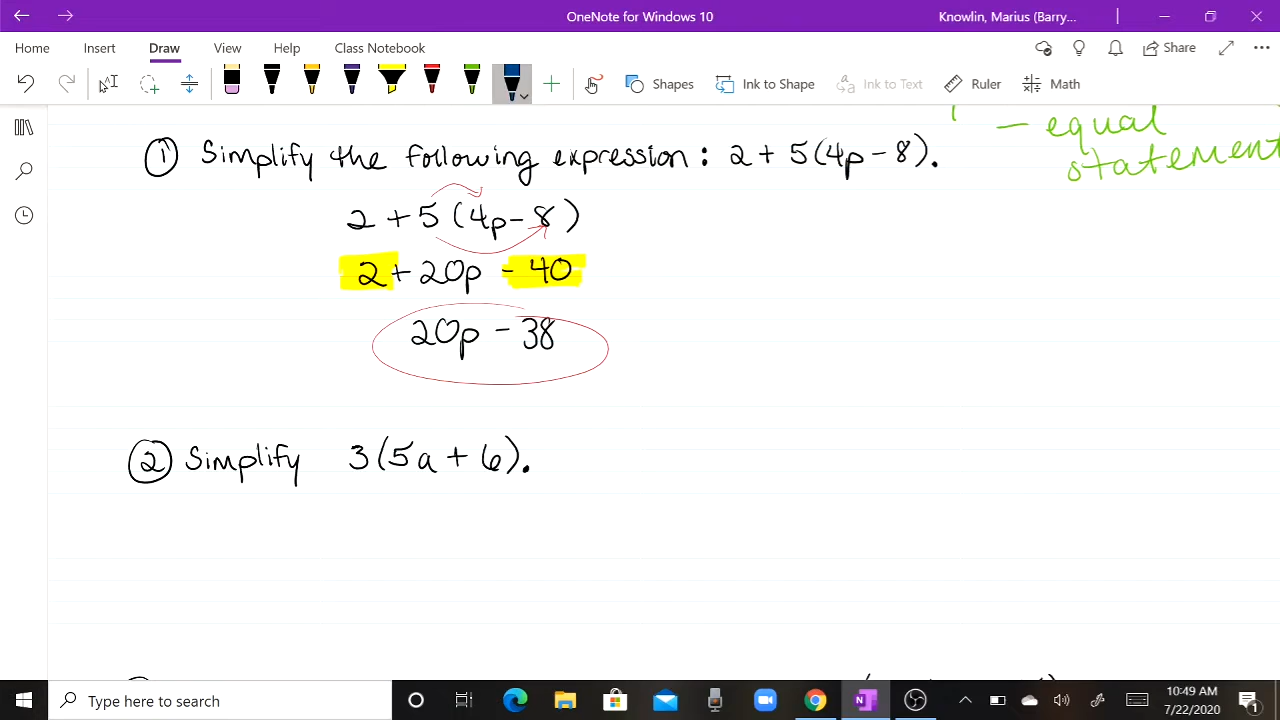 OneNote for Windows 10
Knowlin, Marius (Barry...
Home Insert Draw View Help Class Notebook
Share
Shapes Ink to Shape Ink to Text Ruler Math
- equal
statement
① Simplify the following expression: 2 + 5(4p - 8).
2 + 5(4p - 8)
2 + 20p - 40
20p - 38
② Simplify 3(5a + 6).
Type here to search
10:49 AM
7/22/2020
1